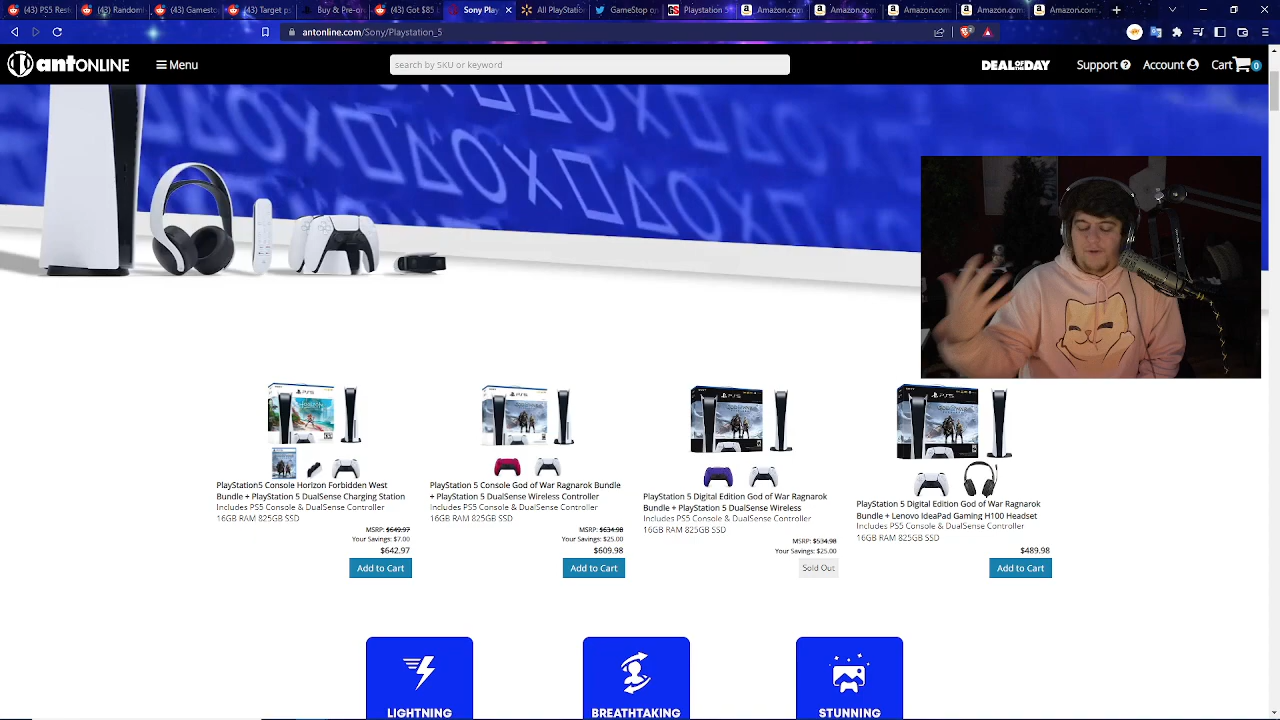 (43) PS5 Res
(43) Random
(43) Gamest
(43) Target p
Buy & Pre-or
(43) Got $85
Sony Play
All PlayStatio
GameStop on
Playstation 5
Amazon.com
Amazon.com
Amazon.com
Amazon.com
Amazon.com
antonline.com/Sony/Playstation_5
antONLINE
Menu
search by SKU or keyword
DEAL OF THE DAY
Support
Account
Cart 0
PlayStation5 Console Horizon Forbidden West
Bundle + PlayStation 5 DualSense Charging Station
Includes PS5 Console & DualSense Controller
16GB RAM 825GB SSD
MSRP: $649.97
Your Savings: $7.00
$642.97
Add to Cart
PlayStation 5 Console God of War Ragnarok Bundle
+ PlayStation 5 DualSense Wireless Controller
Includes PS5 Console & DualSense Controller
16GB RAM 825GB SSD
MSRP: $634.98
Your Savings: $25.00
$609.98
Add to Cart
PlayStation 5 Digital Edition God of War Ragnarok
Bundle + PlayStation 5 DualSense Wireless
Includes PS5 Console & DualSense Controller
16GB RAM 825GB SSD
MSRP: $534.98
Your Savings: $25.00
Sold Out
PlayStation 5 Digital Edition God of War Ragnarok
Bundle + Lenovo IdeaPad Gaming H100 Headset
Includes PS5 Console & DualSense Controller
16GB RAM 825GB SSD
$489.98
Add to Cart
LIGHTNING
BREATHTAKING
STUNNING